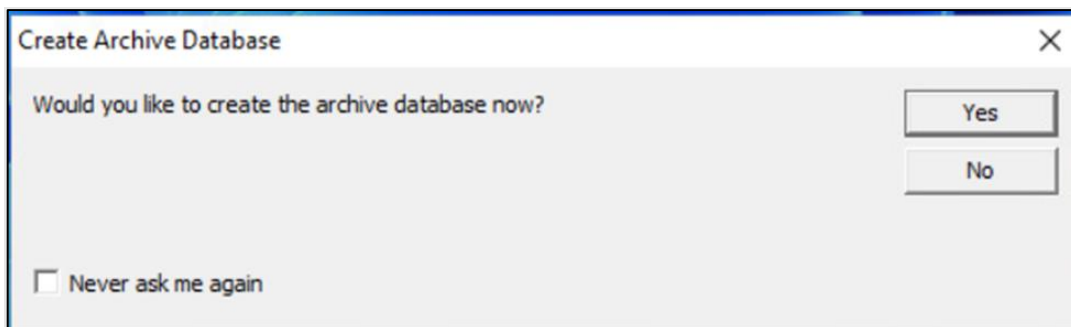 Create Archive Database
Would you like to create the archive database now?
Yes
No
Never ask me again